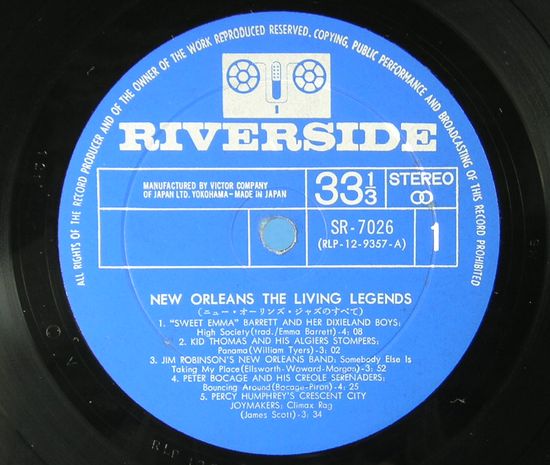 ALL RIGHTS OF THE RECORD PRODUCER AND OF THE OWNER OF THE WORK REPRODUCED RESERVED. COPYING, PUBLIC PERFORMANCE AND BROADCASTING OF THIS RECORD PROHIBITED
RIVERSIDE
MANUFACTURED BY VICTOR COMPANY
OF JAPAN LTD. YOKOHAMA-MADE IN JAPAN
33 1/3
STEREO
SR-7026
(RLP-12-9357-A)
1
NEW ORLEANS THE LIVING LEGENDS
(ニュー・オーリンズ・ジャズのすべて)
1. "SWEET EMMA" BARRETT AND HER DIXIELAND BOYS:
High Society(trad./Emma Barrett)-4: 08
2. KID THOMAS AND HIS ALGIERS STOMPERS:
Panama(William Tyers)-3: 02
3. JIM ROBINSON'S NEW ORLEANS BAND: Somebody Else Is
Taking My Place(Ellsworth-Woward-Morgan)-3: 52
4. PETER BOCAGE AND HIS CREOLE SERENADERS:
Bouncing Around(Bocage-Piron)-4: 25
5. PERCY HUMPHREY'S CRESCENT CITY
JOYMAKERS: Climax Rag
(James Scott)-3: 34